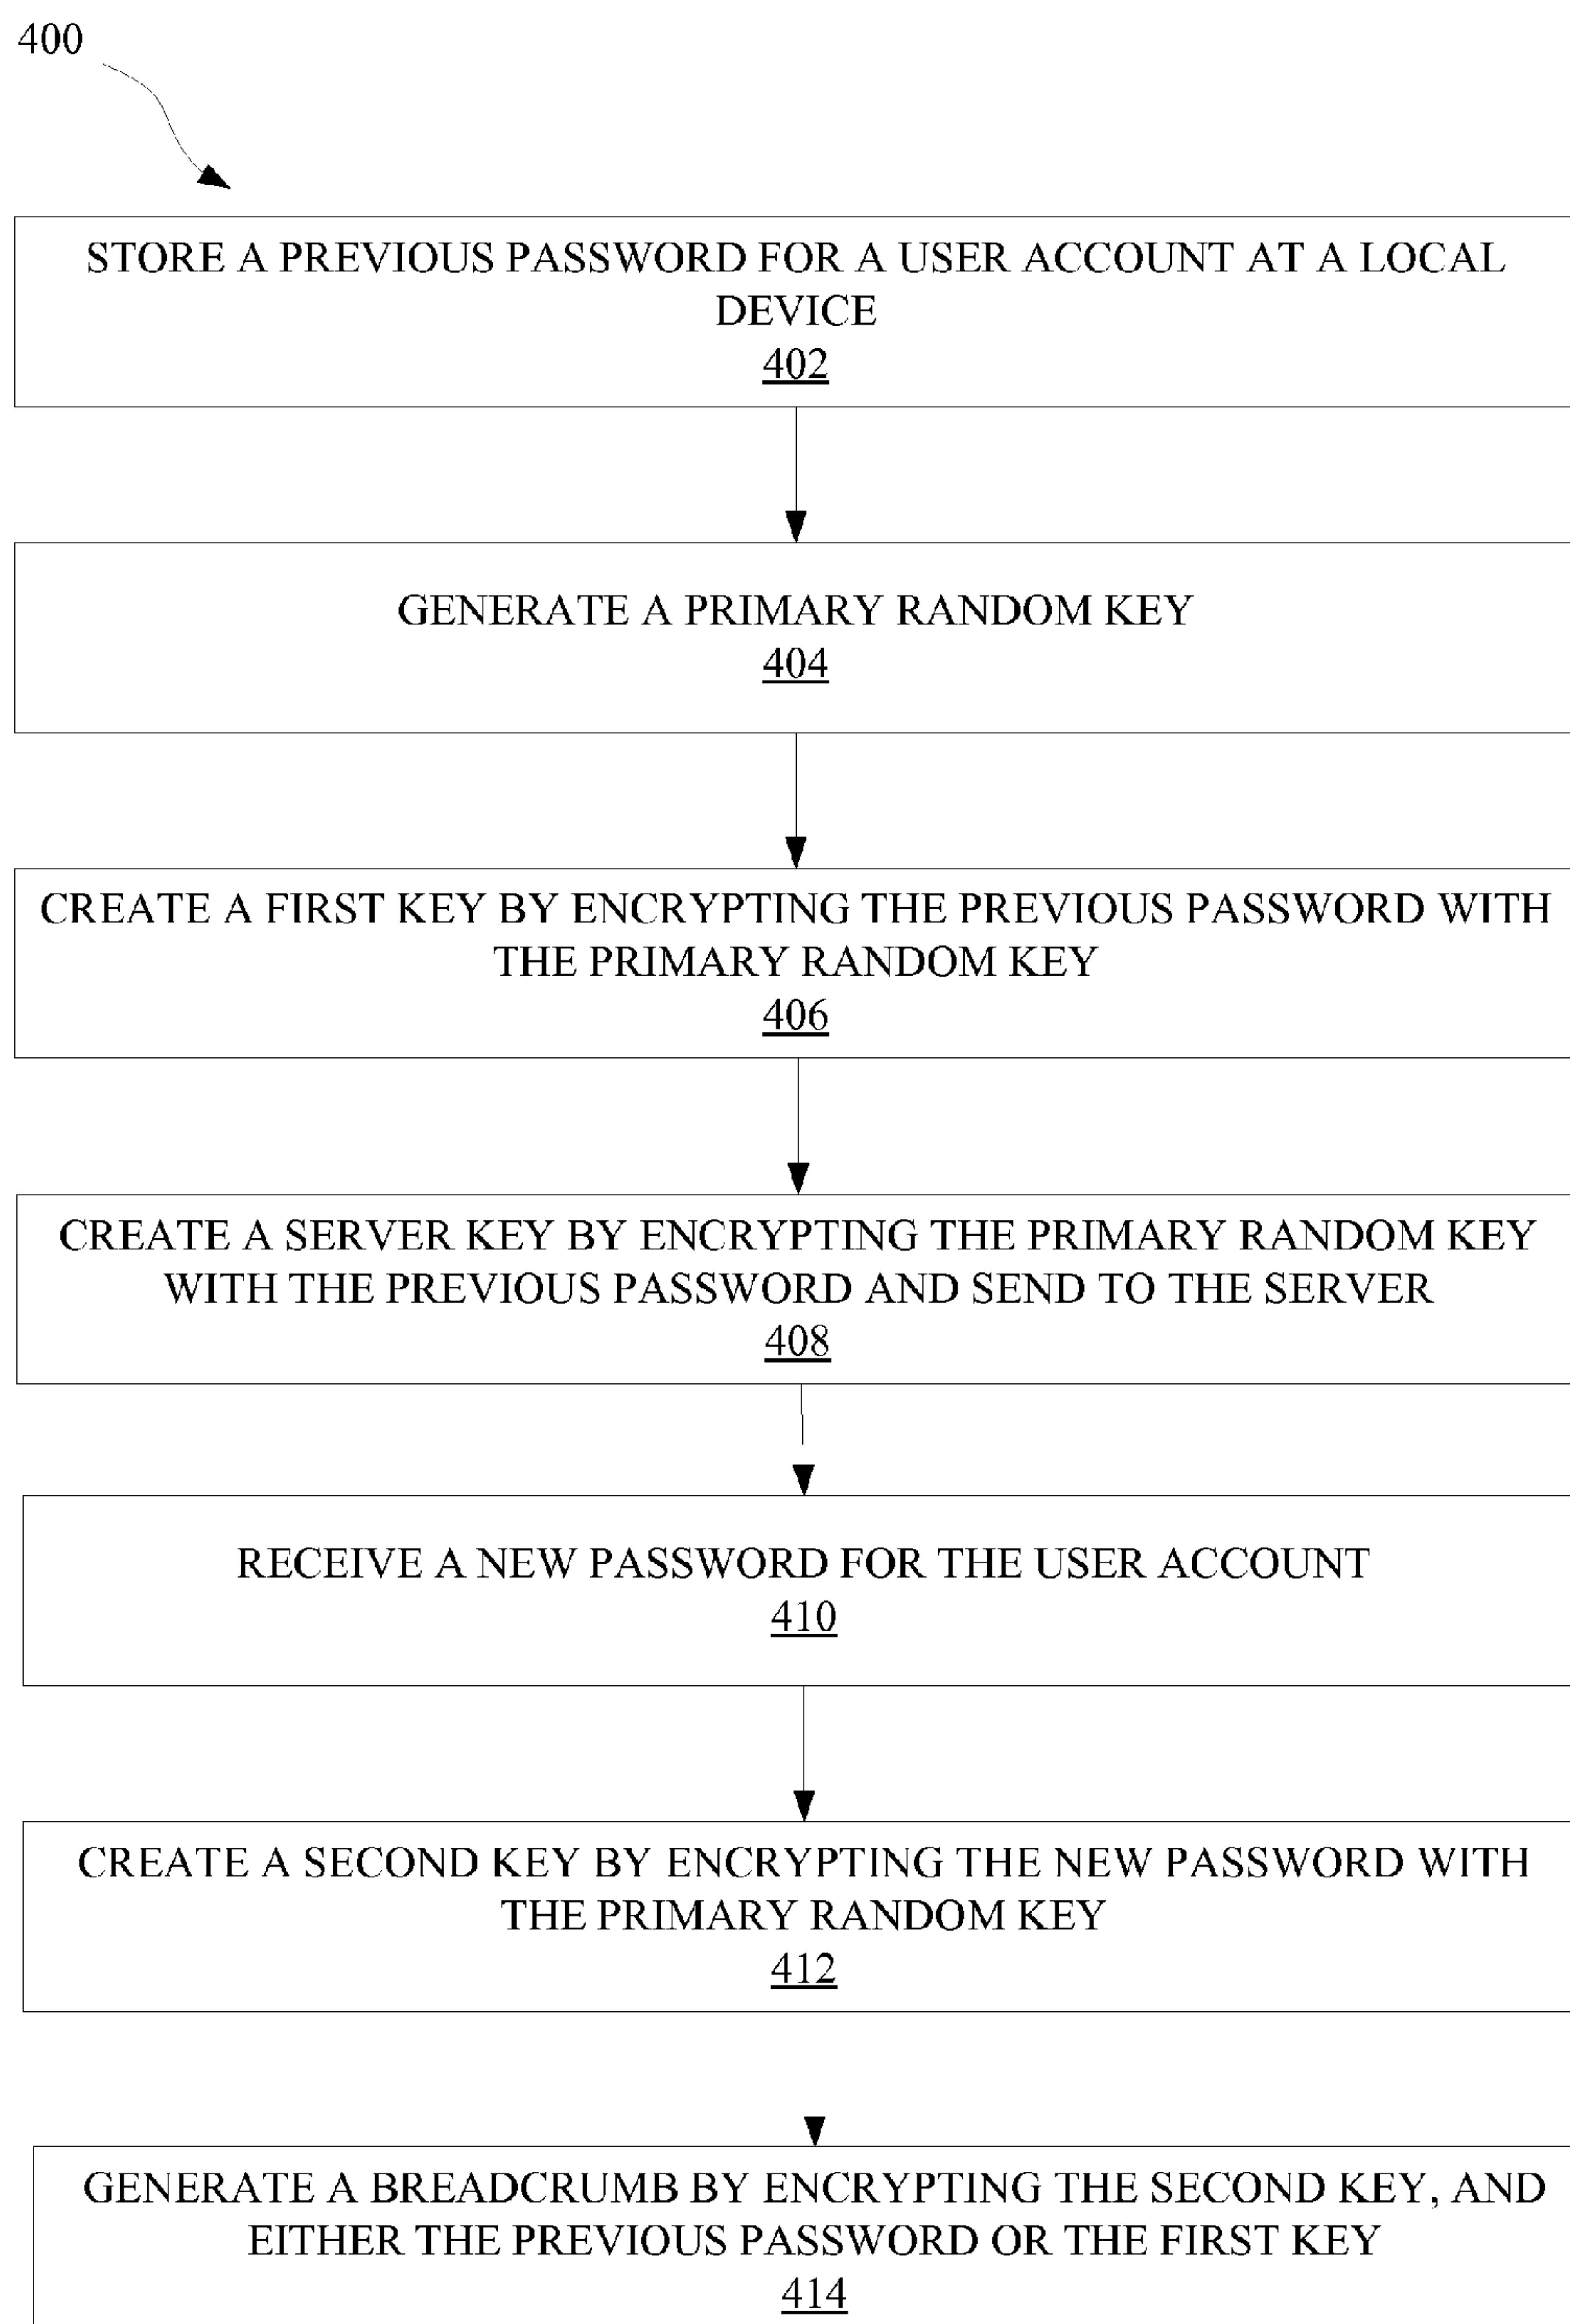 400
STORE A PREVIOUS PASSWORD FOR A USER ACCOUNT AT A LOCAL
DEVICE
402
GENERATE A PRIMARY RANDOM KEY
404
CREATE A FIRST KEY BY ENCRYPTING THE PREVIOUS PASSWORD WITH
THE PRIMARY RANDOM KEY
406
CREATE A SERVER KEY BY ENCRYPTING THE PRIMARY RANDOM KEY
WITH THE PREVIOUS PASSWORD AND SEND TO THE SERVER
408
RECEIVE A NEW PASSWORD FOR THE USER ACCOUNT
410
CREATE A SECOND KEY BY ENCRYPTING THE NEW PASSWORD WITH
THE PRIMARY RANDOM KEY
412
GENERATE A BREADCRUMB BY ENCRYPTING THE SECOND KEY, AND
EITHER THE PREVIOUS PASSWORD OR THE FIRST KEY
414